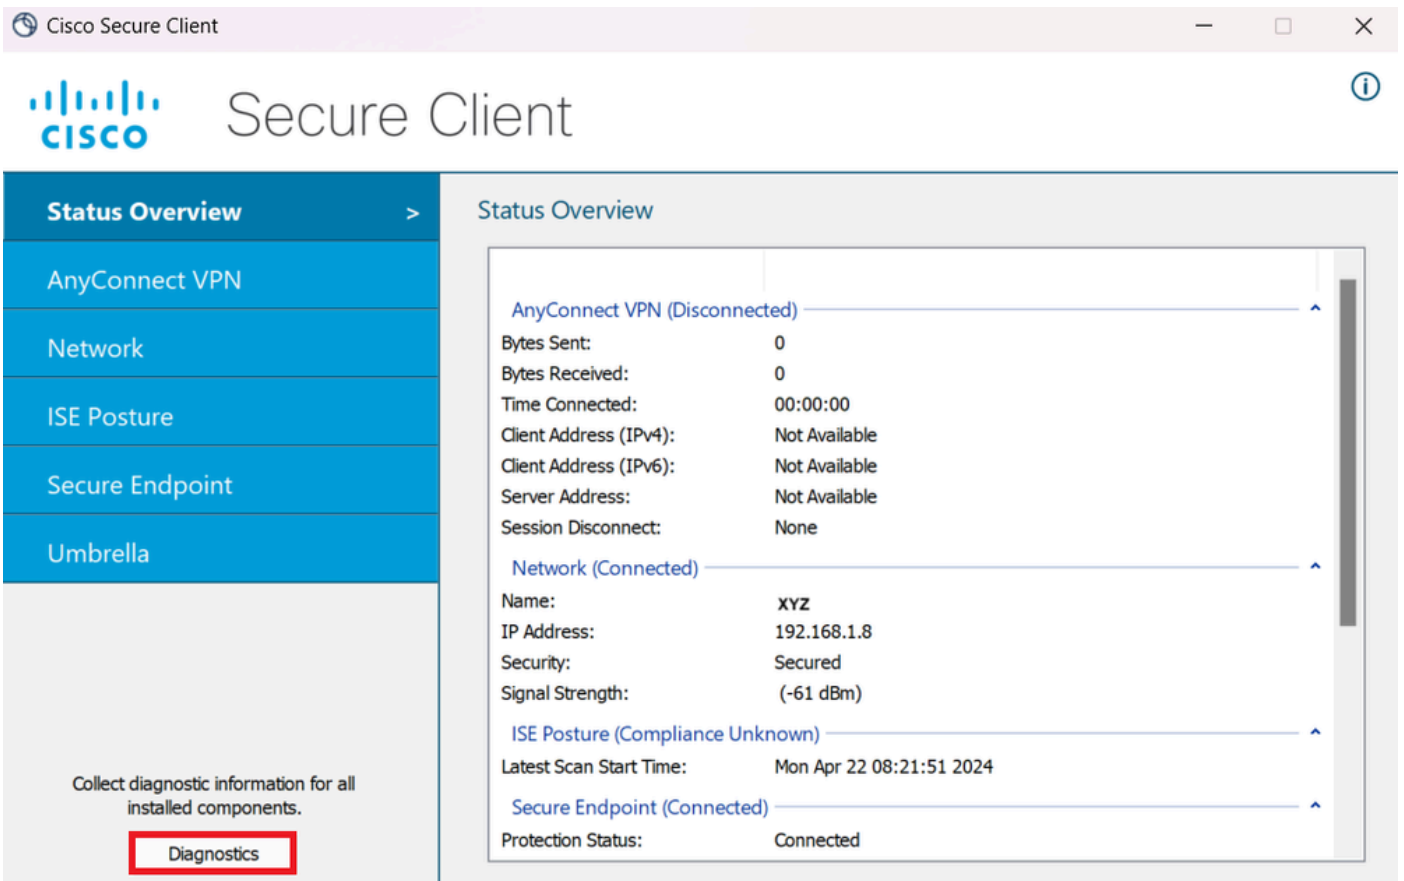 Cisco Secure Client
CISCO
Secure Client
Status Overview >
AnyConnect VPN
Network
ISE Posture
Secure Endpoint
Umbrella
Collect diagnostic information for all
installed components.
Diagnostics
Status Overview
AnyConnect VPN (Disconnected)
Bytes Sent: 0
Bytes Received: 0
Time Connected: 00:00:00
Client Address (IPv4): Not Available
Client Address (IPv6): Not Available
Server Address: Not Available
Session Disconnect: None
Network (Connected)
Name: XYZ
IP Address: 192.168.1.8
Security: Secured
Signal Strength: (-61 dBm)
ISE Posture (Compliance Unknown)
Latest Scan Start Time: Mon Apr 22 08:21:51 2024
Secure Endpoint (Connected)
Protection Status: Connected